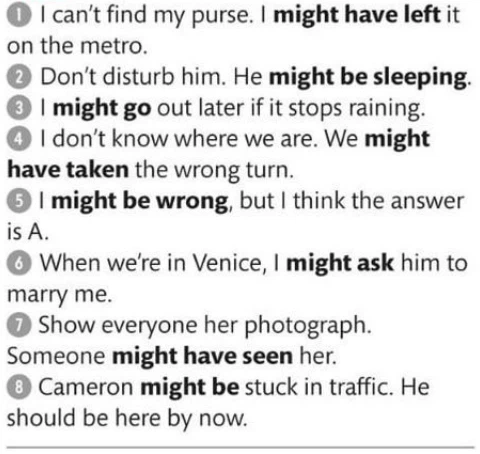 1 I can't find my purse. I might have left it
on the metro.
2 Don't disturb him. He might be sleeping.
3 I might go out later if it stops raining.
4 I don't know where we are. We might
have taken the wrong turn.
5 I might be wrong, but I think the answer
is A.
6 When we're in Venice, I might ask him to
marry me.
7 Show everyone her photograph.
Someone might have seen her.
8 Cameron might be stuck in traffic. He
should be here by now.